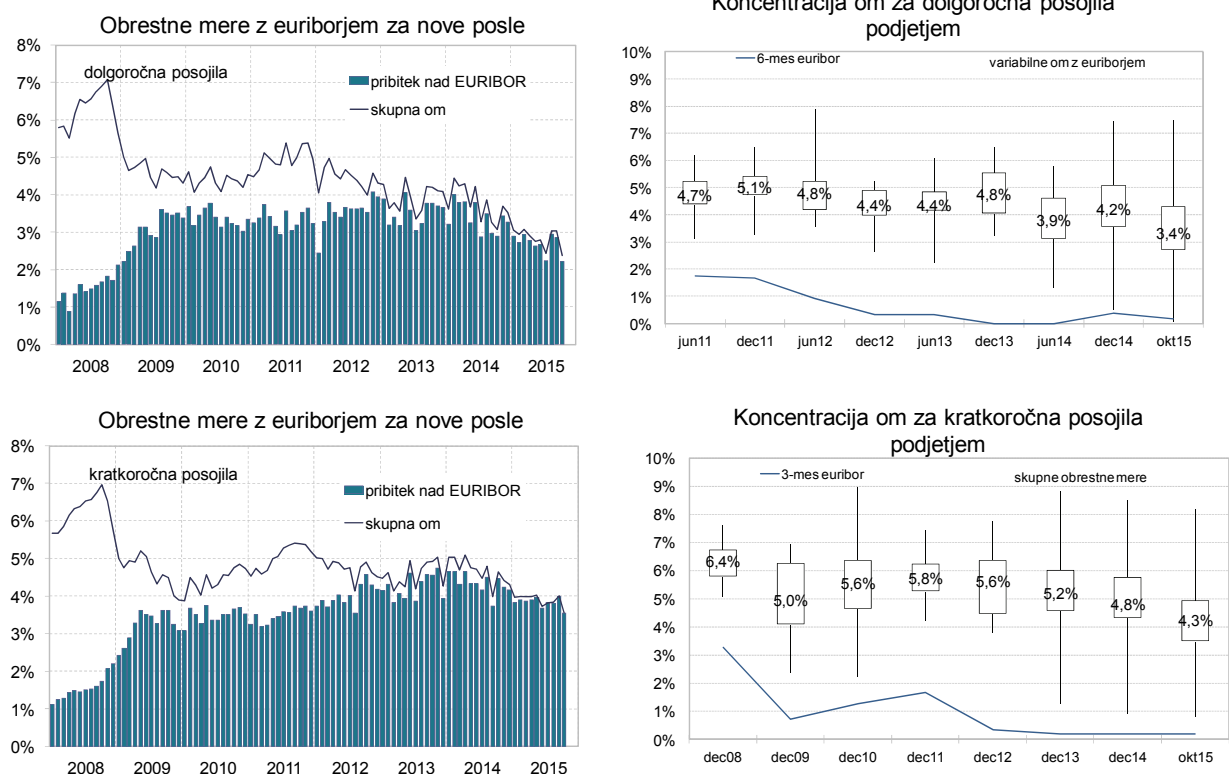 Obrestne mere z euriborjem za nove posle
8%
7%
6%
5%
4%
3%
2%
1%
0%
dolgoročna posojila
pribitek nad EURIBOR
skupna om
2008 2009 2010 2011 2012 2013 2014 2015
Koncentracija om za dolgoročna posojila
podjetjem
10%
9%
8%
7%
6%
5%
4%
3%
2%
1%
0%
6-mes euribor
variabilne om z euriborjem
4,7% 5,1% 4,8% 4,4% 4,4% 4,8% 3,9% 4,2% 3,4%
jun11 dec11 jun12 dec12 jun13 dec13 jun14 dec14 okt15
Obrestne mere z euriborjem za nove posle
8%
7%
6%
5%
4%
3%
2%
1%
0%
kratkoročna posojila
pribitek nad EURIBOR
skupna om
2008 2009 2010 2011 2012 2013 2014 2015
Koncentracija om za kratkoročna posojila
podjetjem
10%
9%
8%
7%
6%
5%
4%
3%
2%
1%
0%
3-mes euribor
skupne obrestne mere
6,4% 5,0% 5,6% 5,8% 5,6% 5,2% 4,8% 4,3%
dec08 dec09 dec10 dec11 dec12 dec13 dec14 okt15